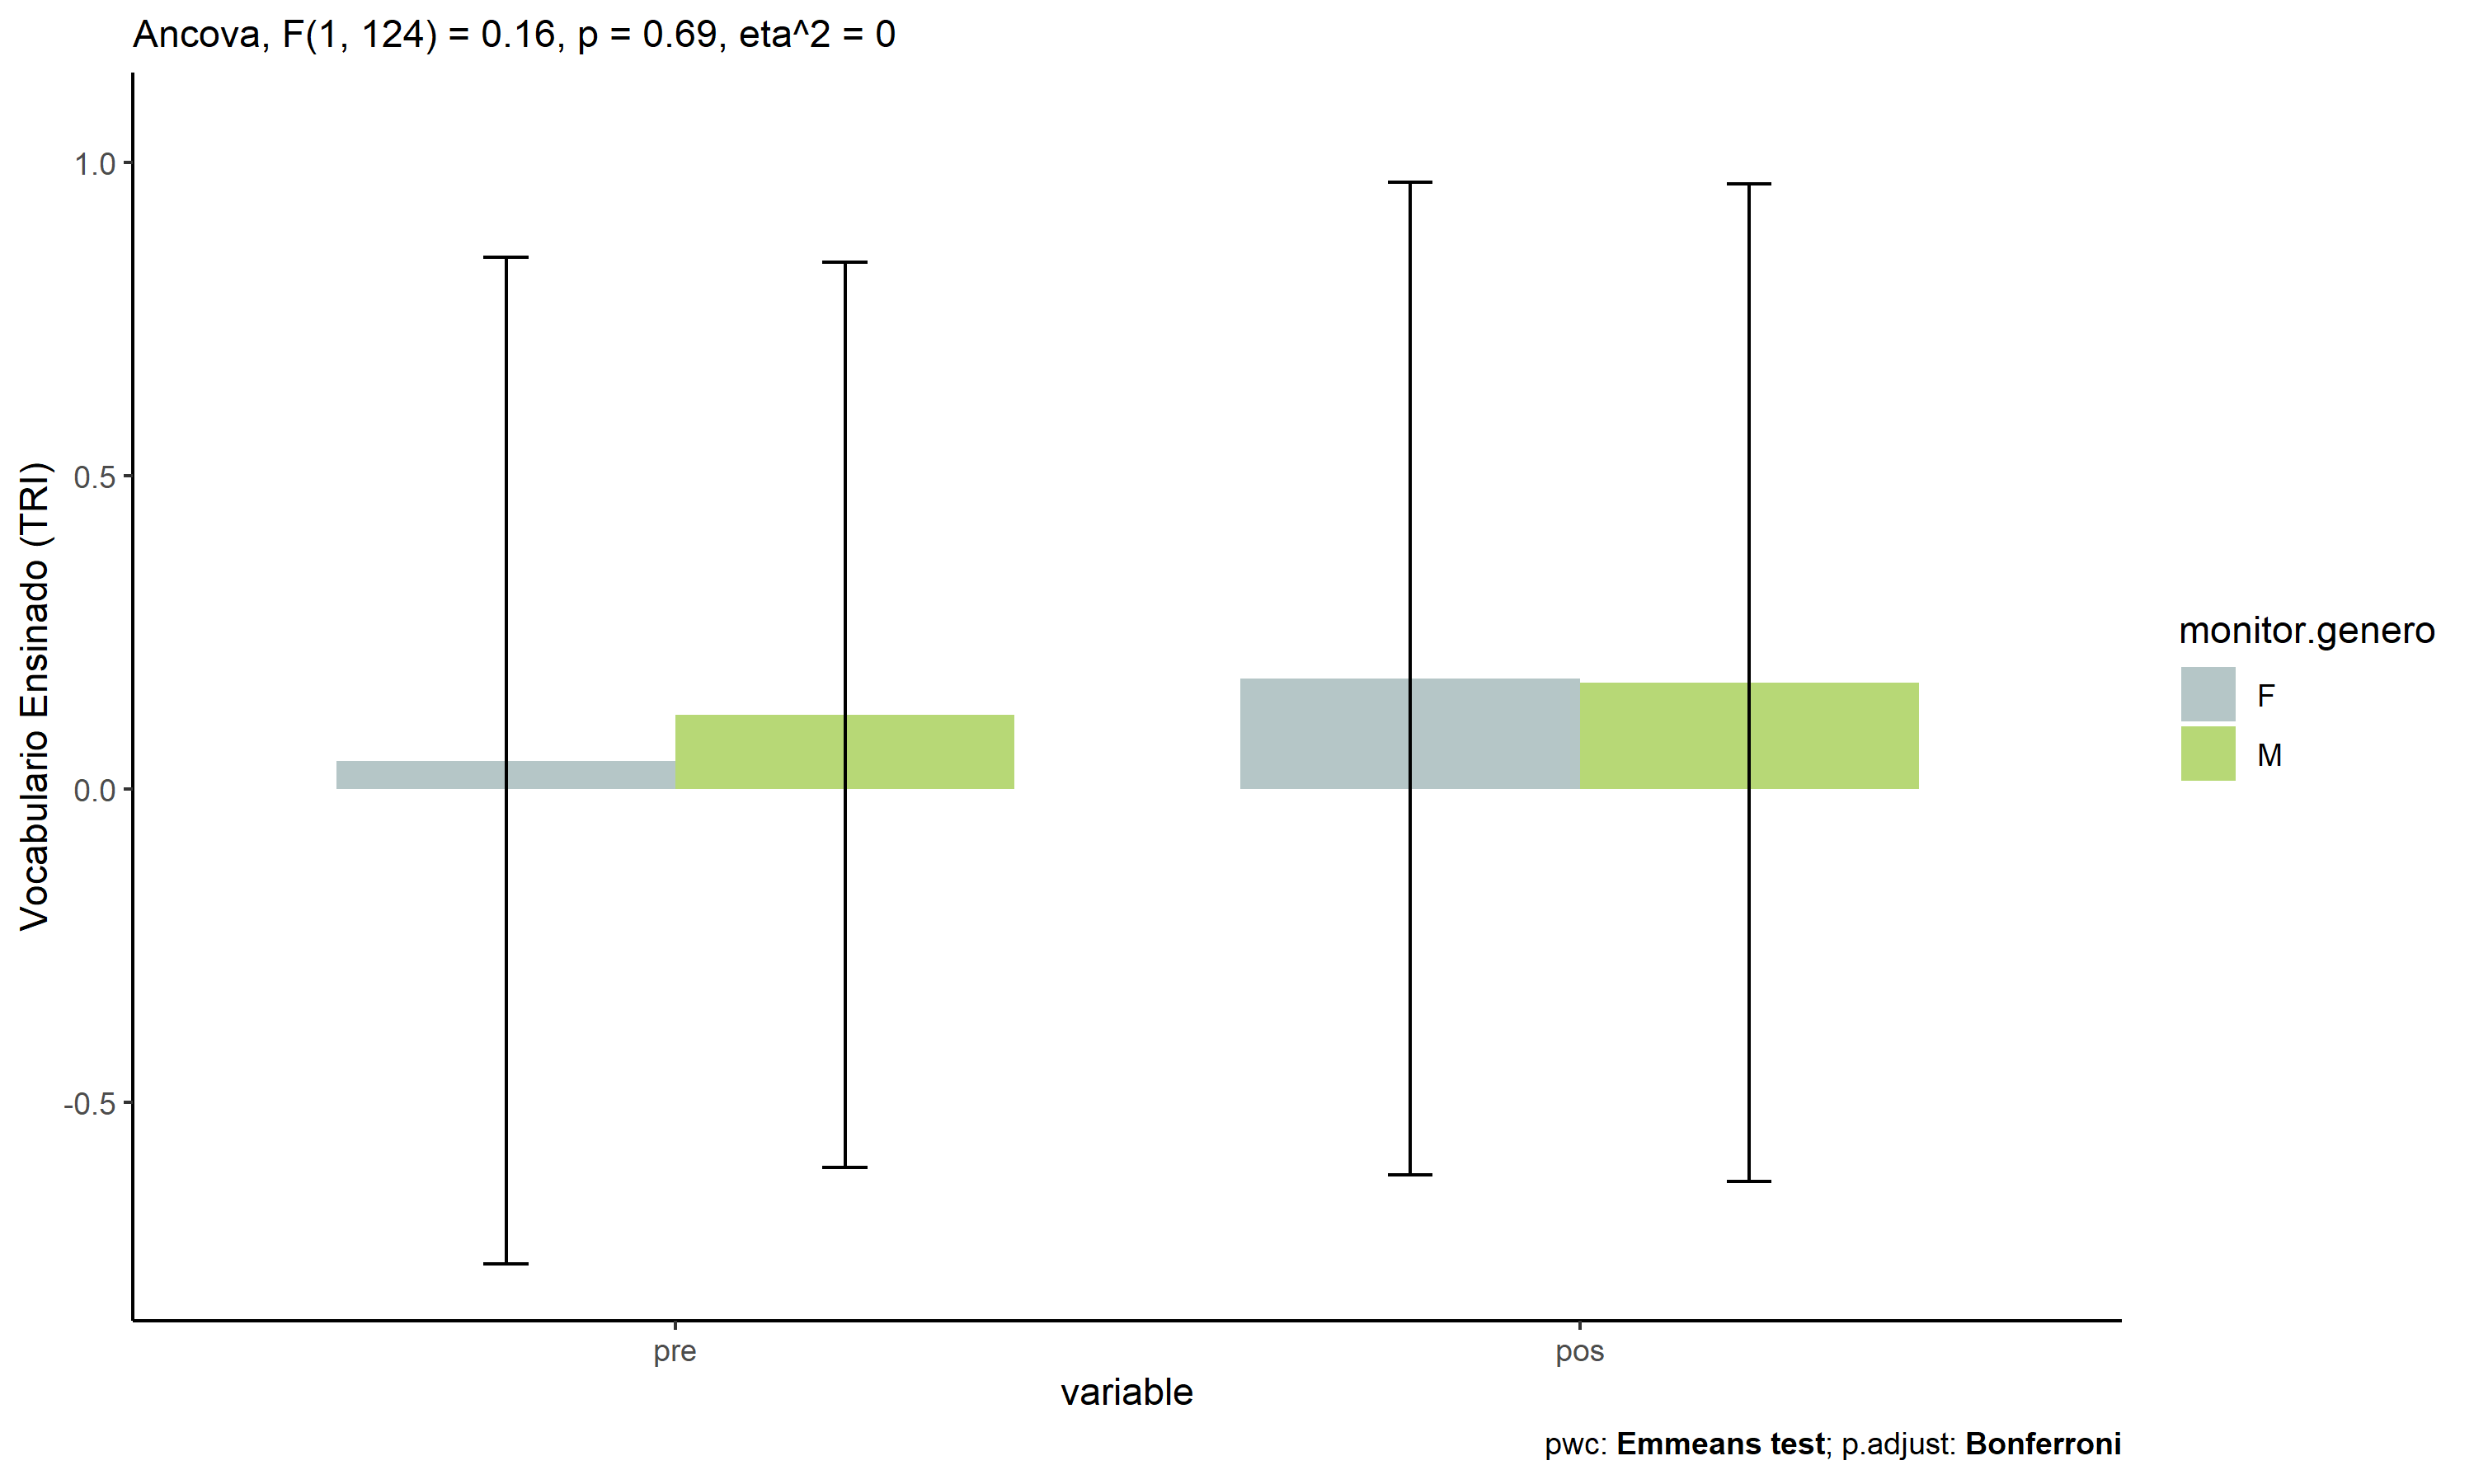 Ancova, F(1, 124) = 0.16, p = 0.69, eta^2 = 0
Vocabulario Ensinado (TRI)
1.0
0.5
0.0
-0.5
pre
pos
variable
monitor.genero
F
M
pwc: Emmeans test; p.adjust: Bonferroni